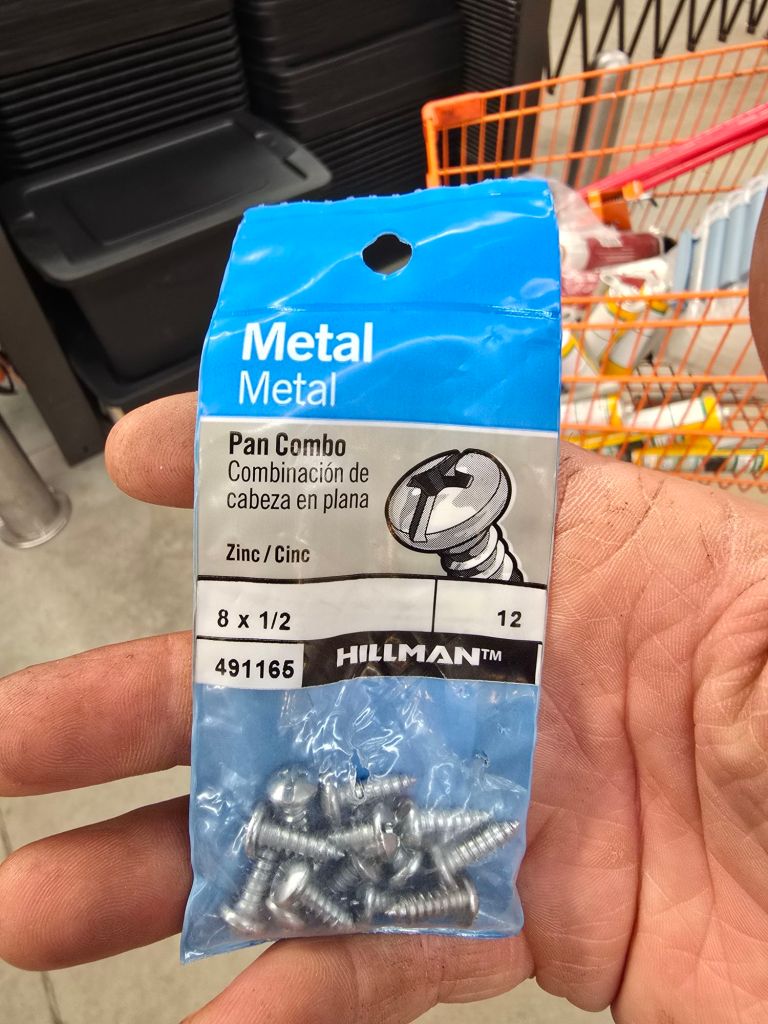 Metal
Metal
Pan Combo
Combinación de
cabeza en plana
Zinc / Cinc
8 x 1/2
12
491165
HILLMAN™